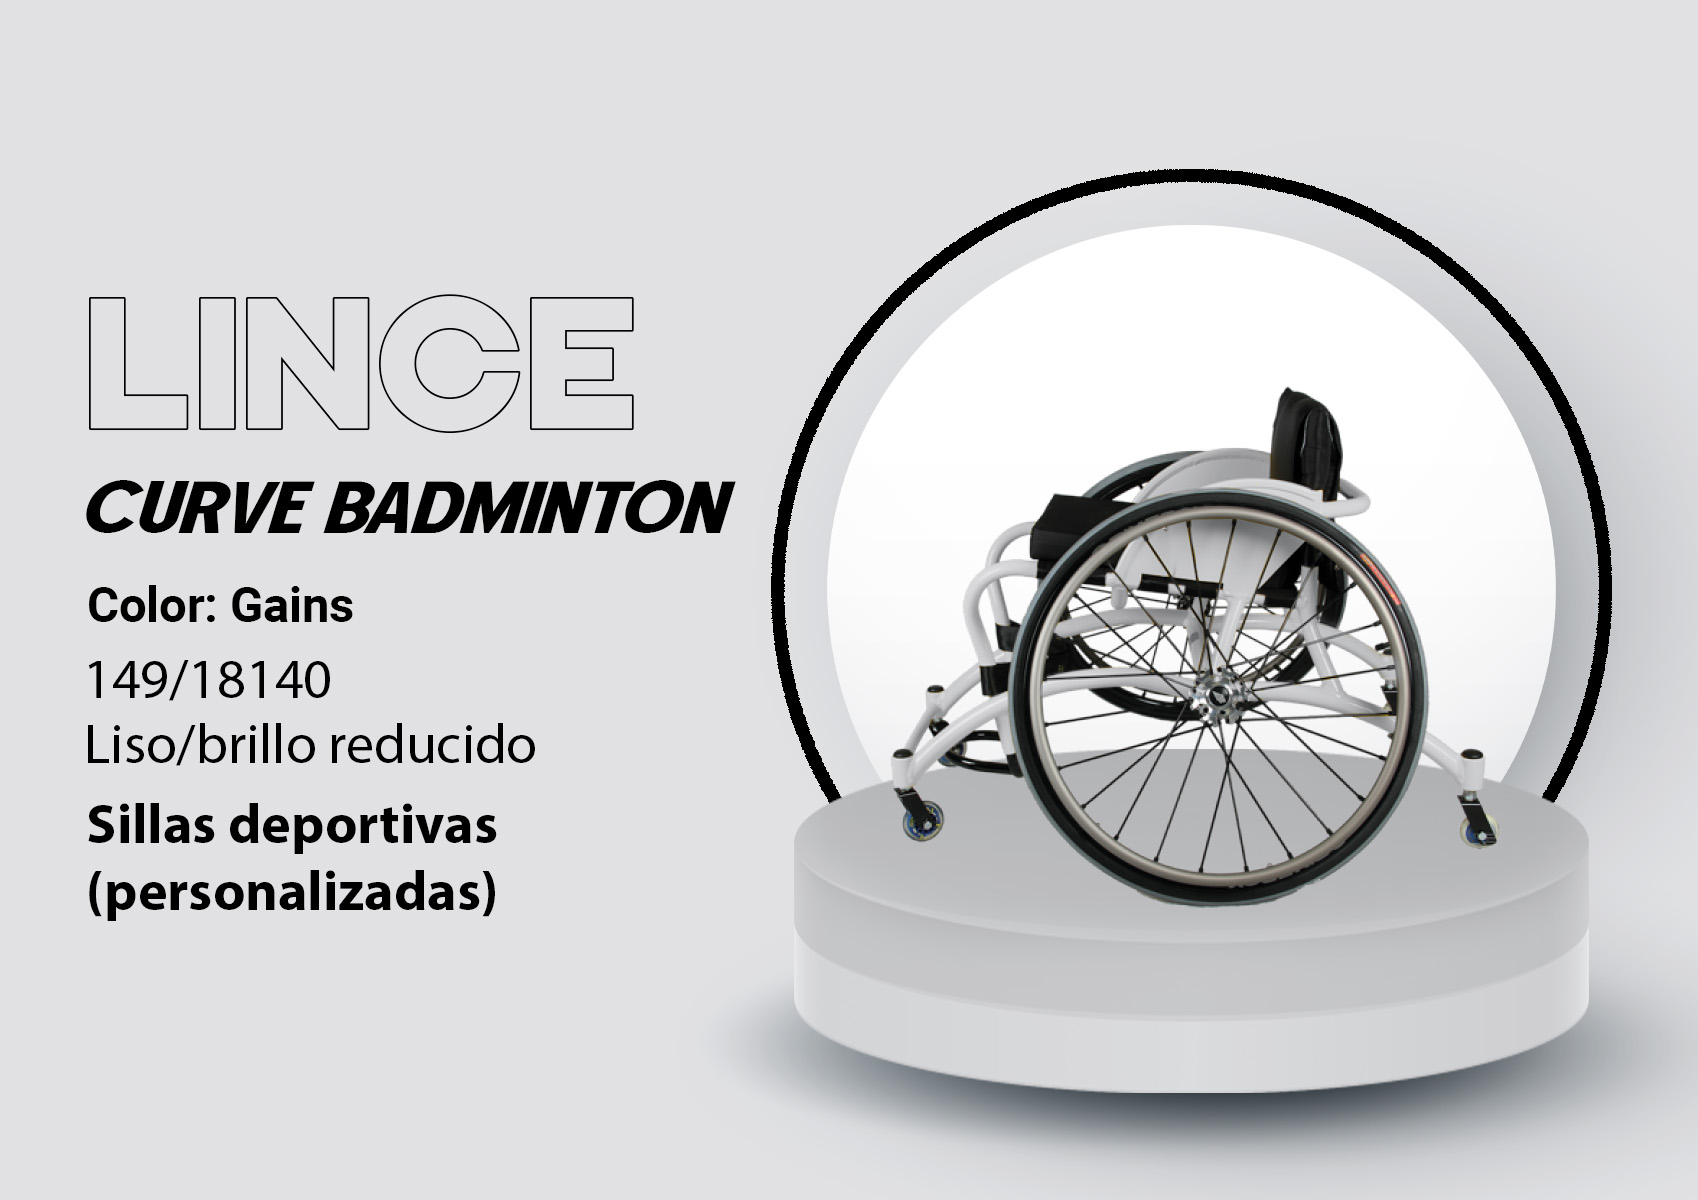 LINCE
CURVE BADMINTON
Color: Gains
149/18140
Liso/brillo reducido
Sillas deportivas
(personalizadas)